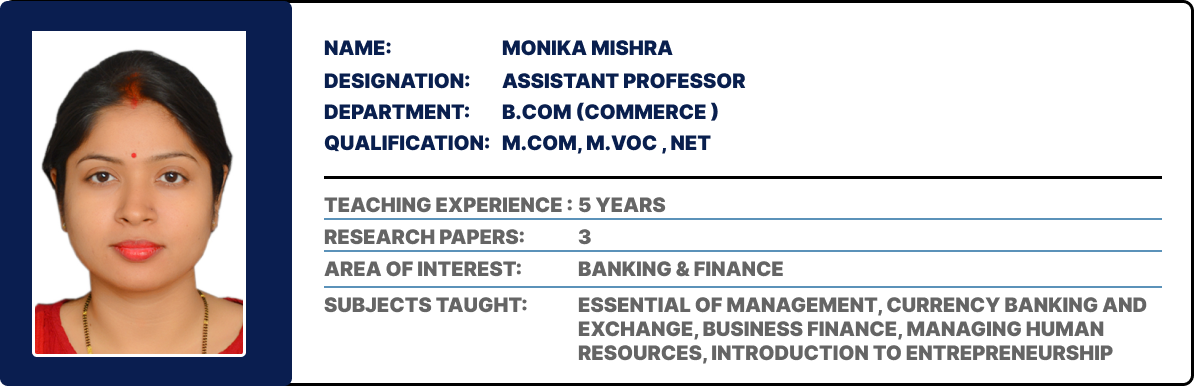 NAME: MONIKA MISHRA
DESIGNATION: ASSISTANT PROFESSOR
DEPARTMENT: B.COM (COMMERCE )
QUALIFICATION: M.COM, M.VOC , NET
TEACHING EXPERIENCE : 5 YEARS
RESEARCH PAPERS: 3
AREA OF INTEREST: BANKING & FINANCE
SUBJECTS TAUGHT: ESSENTIAL OF MANAGEMENT, CURRENCY BANKING AND
EXCHANGE, BUSINESS FINANCE, MANAGING HUMAN
RESOURCES, INTRODUCTION TO ENTREPRENEURSHIP